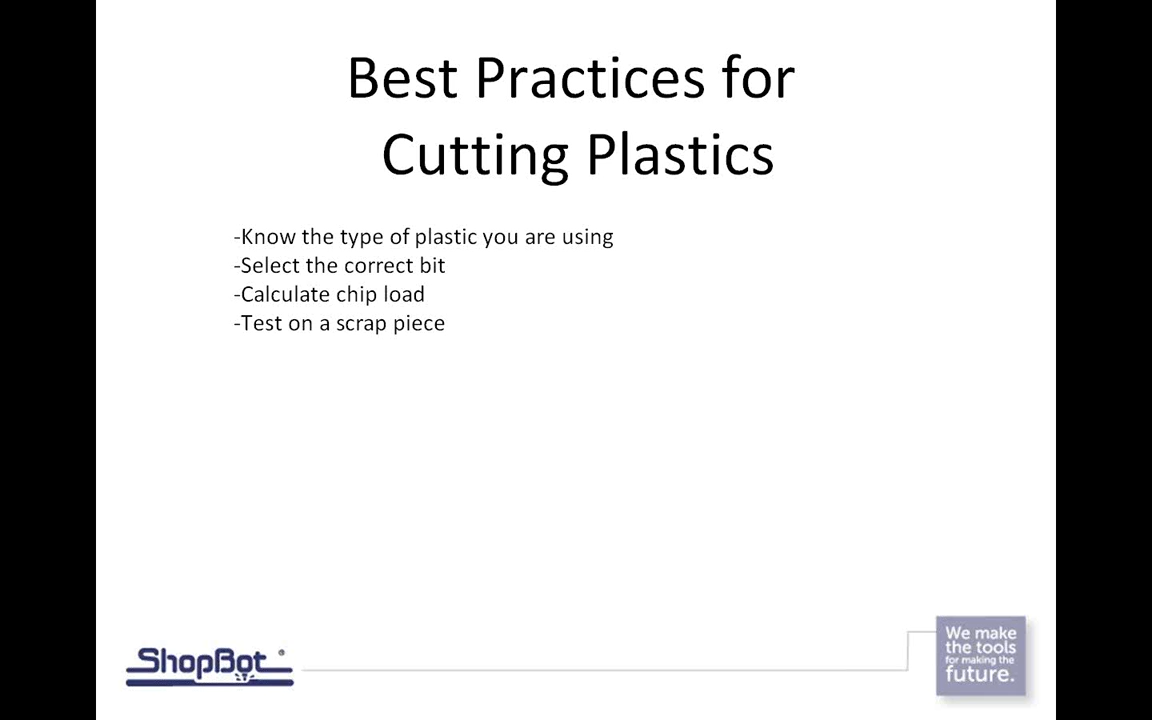 Best Practices for
Cutting Plastics
-Know the type of plastic you are using
-Select the correct bit
-Calculate chip load
-Test on a scrap piece
ShopBot®
We make
the tools
for making the
future.